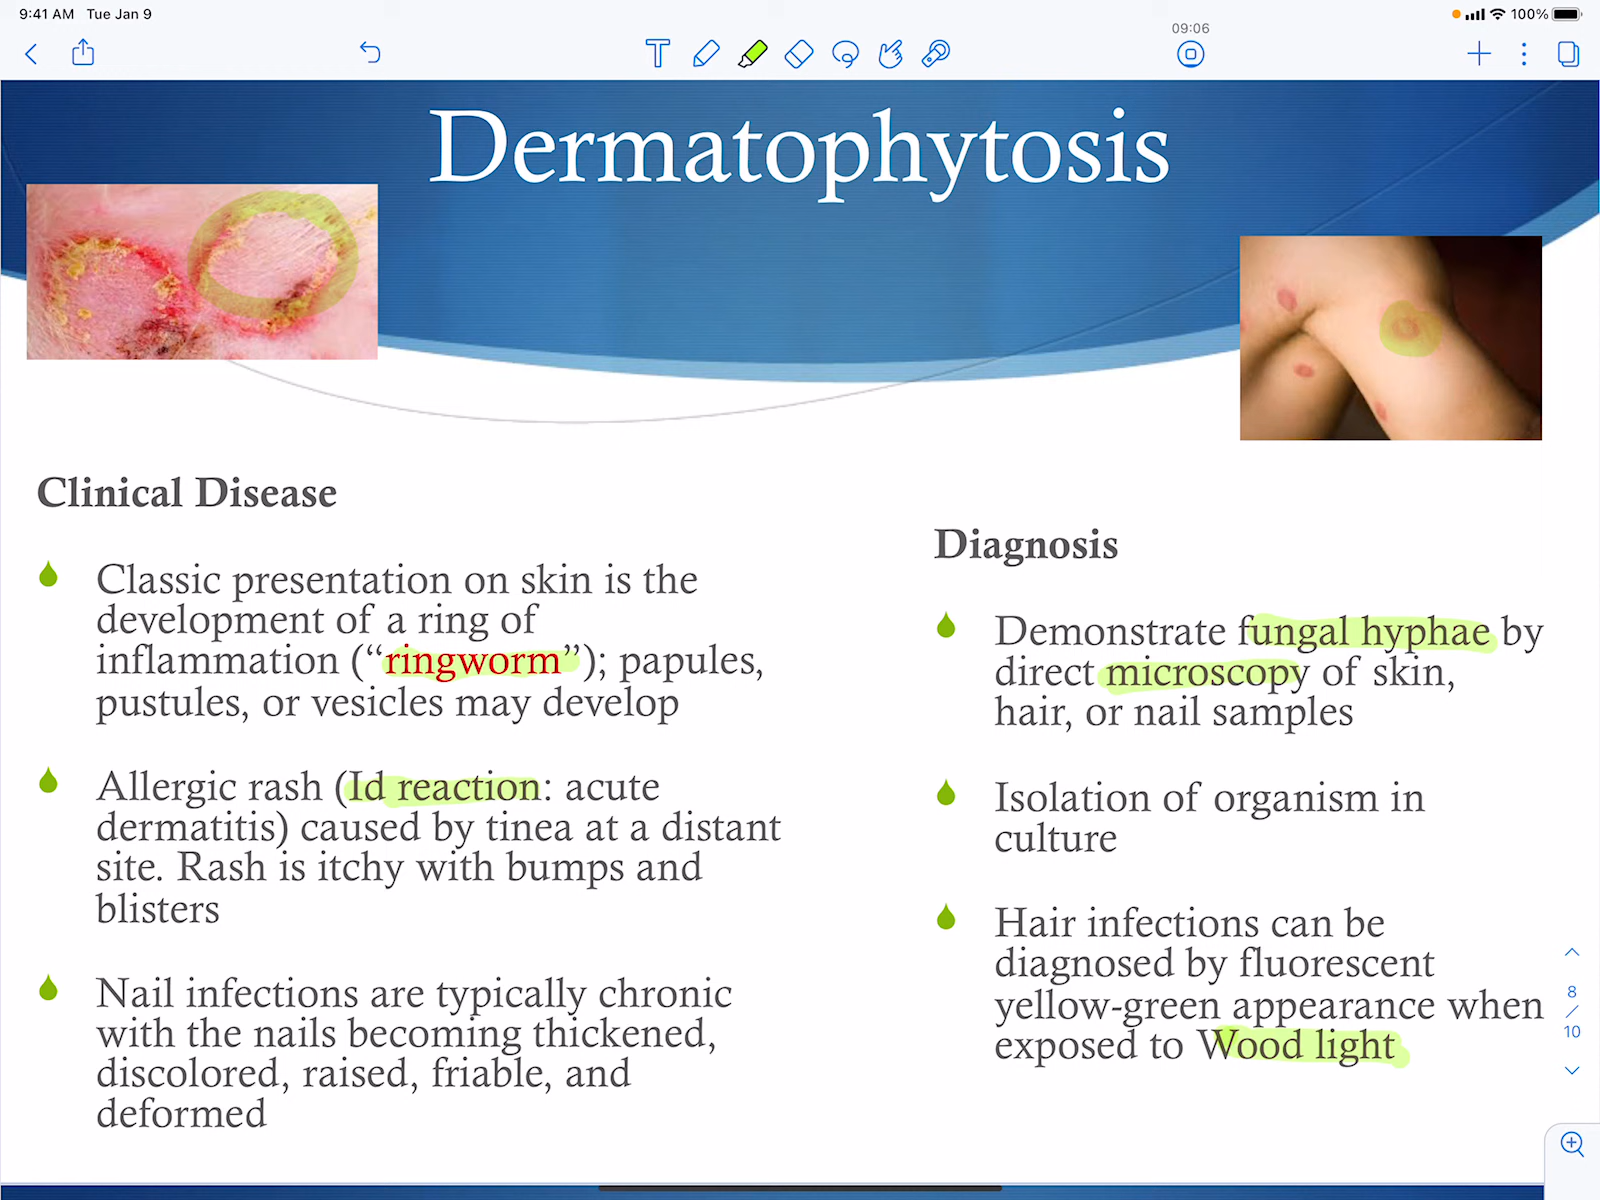 9:41 AM Tue Jan 9
100%
09:06
Dermatophytosis
Clinical Disease
Classic presentation on skin is the
development of a ring of
inflammation (“ringworm”); papules,
pustules, or vesicles may develop
Allergic rash (Id reaction: acute
dermatitis) caused by tinea at a distant
site. Rash is itchy with bumps and
blisters
Nail infections are typically chronic
with the nails becoming thickened,
discolored, raised, friable, and
deformed
Diagnosis
Demonstrate fungal hyphae by
direct microscopy of skin,
hair, or nail samples
Isolation of organism in
culture
Hair infections can be
diagnosed by fluorescent
yellow-green appearance when
exposed to Wood light
8
/
10